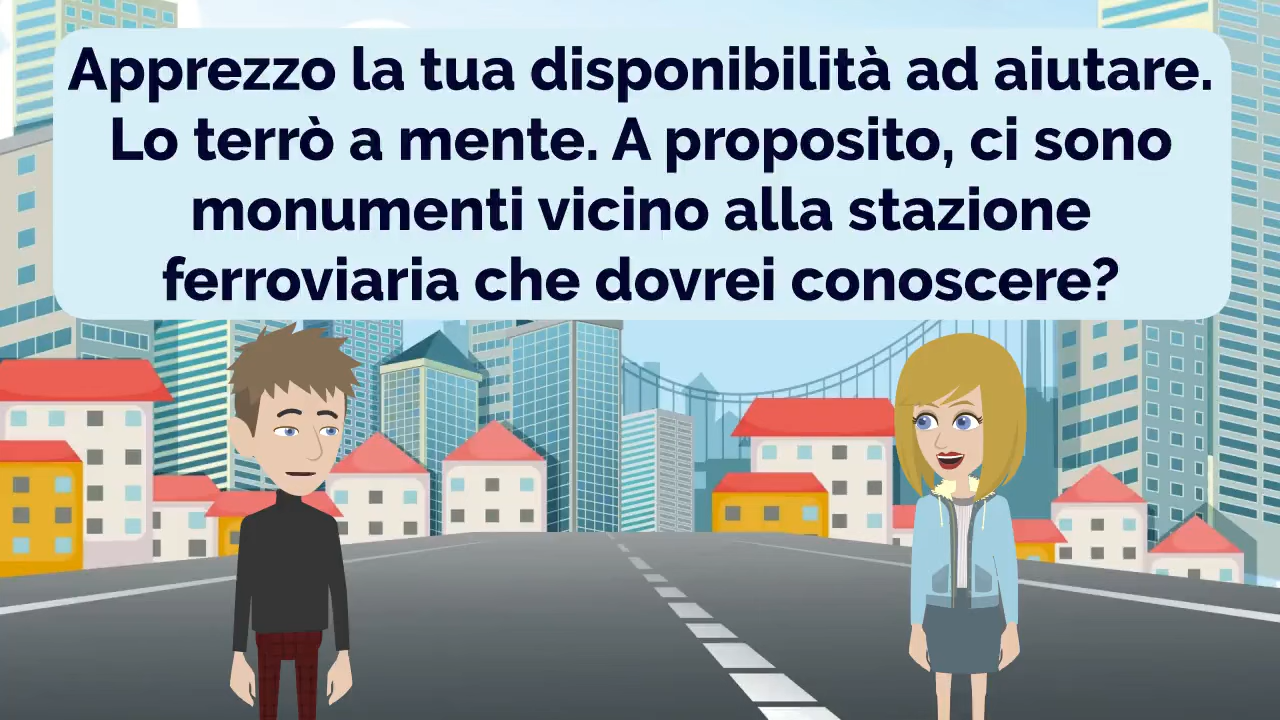 Apprezzo la tua disponibilità ad aiutare.
Lo terrò a mente. A proposito, ci sono
monumenti vicino alla stazione
ferroviaria che dovrei conoscere?